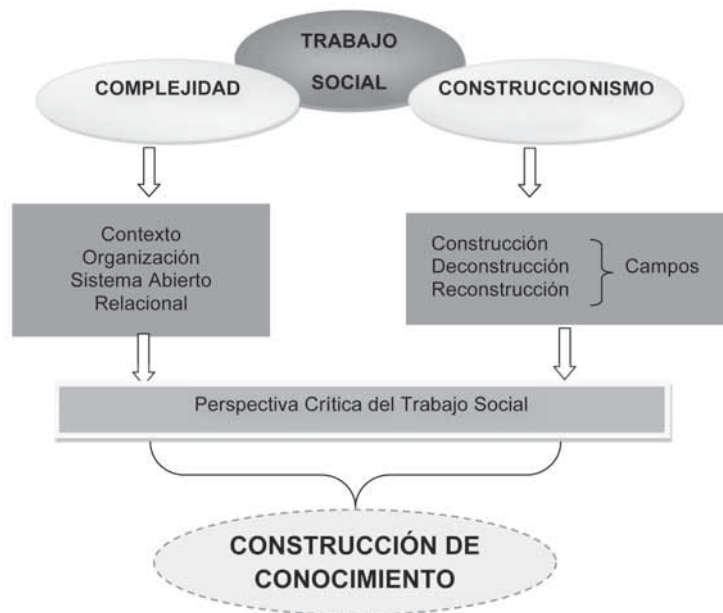 TRABAJO
SOCIAL
COMPLEJIDAD
CONSTRUCCIONISMO
Contexto
Organización
Sistema Abierto
Relacional
Construcción
Deconstrucción
Reconstrucción
Campos
Perspectiva Crítica del Trabajo Social
CONSTRUCCIÓN DE
CONOCIMIENTO